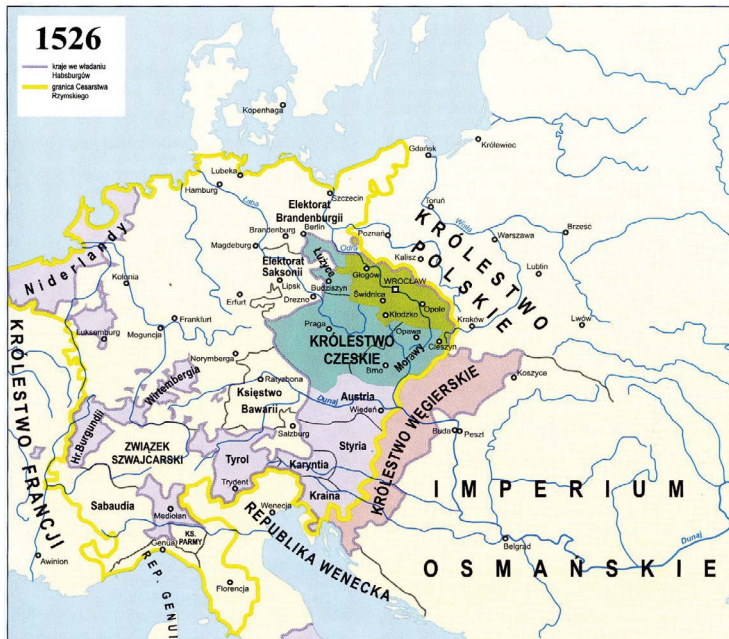 1526
kraje we władaniu
Habsburgów
granica Cesarstwa
Rzymskiego
Kopenhaga
Gdańsk
Królewiec
Lubeka
Hamburg
Szczecin
Łaba
Elektorat
Brandenburgii
Toruń
Wisła
Brandenburg
Berlin
Poznań
Warszawa
Brześć
KRÓLESTWO
POLSKIE
Magdeburg
Odra
Kalisz
Niderlandy
Elektorat
Saksonii
Łużyce
Głogów
Lublin
Kolonia
Lipsk
Budziszyn
WROCŁAW
Erfurt
Drezno
Świdnica
Opole
Frankfurt
Kłodzko
Kraków
Lwów
Luksemburg
Moguncja
Praga
Opawa
Cieszyn
KRÓLESTWO
CZESKIE
Morawy
Norymberga
Brno
Koszyce
KRÓLESTWO FRANCJI
Wirtembergia
Ratyzbona
Księstwo
Bawarii
Dunaj
Austria
Wiedeń
KRÓLESTWO WĘGIERSKIE
Hr.Burgundii
Salzburg
Buda
Peszt
ZWIĄZEK
SZWAJCARSKI
Styria
Tyrol
Karyntia
Trydent
Kraina
IMPERIUM
OSMAŃSKIE
Sabaudia
Mediolan
Wenecja
REPUBLIKA WENECKA
KS.
PARMY
Genua
Belgrad
Dunaj
Awinion
REP. GENUI
Florencja